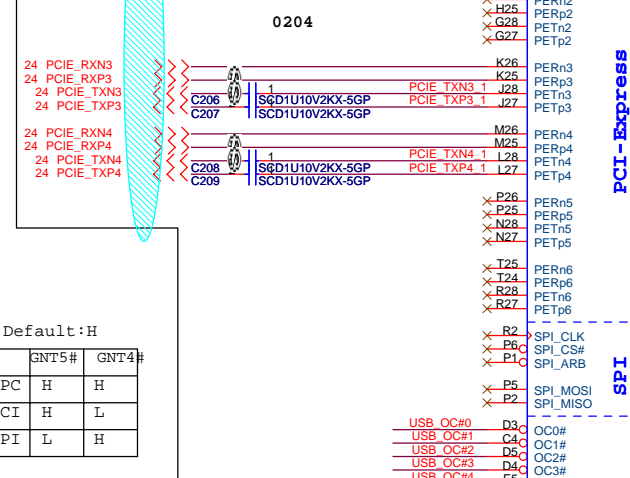 PERn2
H25 PERp2
0204
G28 PETn2
G27 PETp2
24 PCIE_RXN3 K26 PERn3
24 PCIE_RXP3 K25 PERp3
24 PCIE_TXN3 1 PCIE_TXN3_1 J28 PETn3
24 PCIE_TXP3 C206 SCD1U10V2KX-5GP PCIE_TXP3_1 J27 PETp3
C207 SCD1U10V2KX-5GP
24 PCIE_RXN4 M26 PERn4
24 PCIE_RXP4 M25 PERp4
24 PCIE_TXN4 1 PCIE_TXN4_1 L28 PETn4
24 PCIE_TXP4 C208 SCD1U10V2KX-5GP PCIE_TXP4_1 L27 PETp4
C209 SCD1U10V2KX-5GP
PCI-Express
P26 PERn5
P25 PERp5
N28 PETn5
N27 PETp5
T25 PERn6
T24 PERp6
R28 PETn6
R27 PETp6
Default:H
R2 SPI_CLK
P6 SPI_CS#
P1 SPI_ARB
GNT5# GNT4#
PC H H
CI H L
PI L H
P5 SPI_MOSI
P2 SPI_MISO
SPI
USB_OC#0 D3 OC0#
USB_OC#1 C4 OC1#
USB_OC#2 D5 OC2#
USB_OC#3 D4 OC3#
USB_OC#4 E5